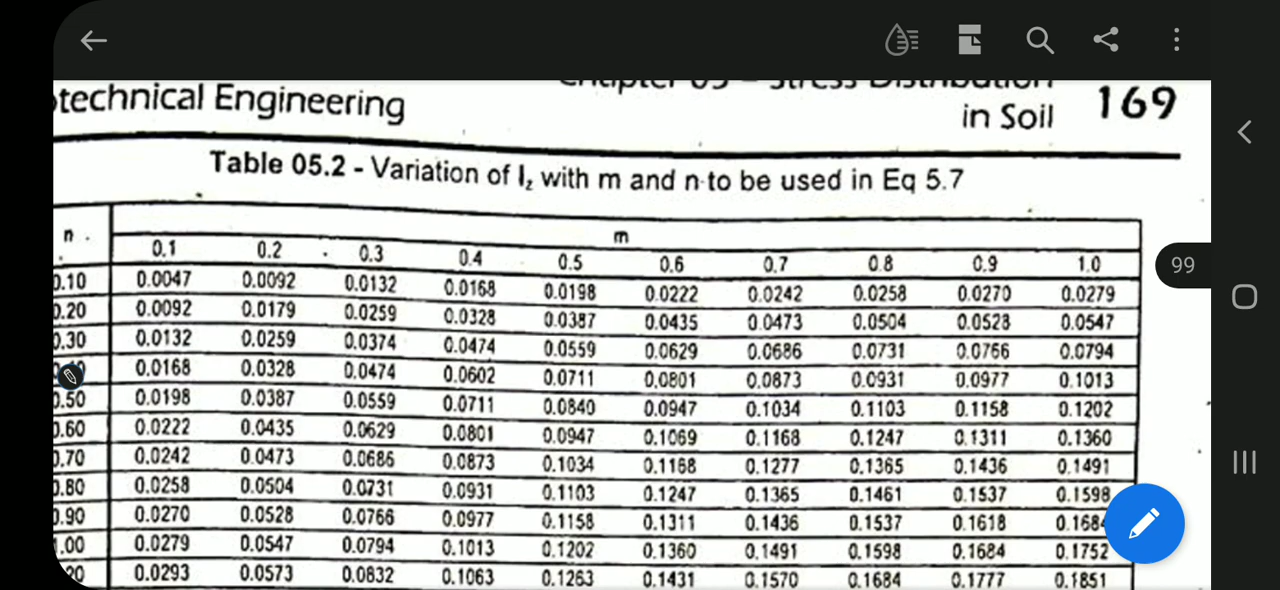 technical Engineering
Chapter 05 – Stress Distribution
in Soil
169
Table 05.2 - Variation of Iz with m and n to be used in Eq 5.7
n m
0.1 0.2 0.3 0.4 0.5 0.6 0.7 0.8 0.9 1.0
0.10 0.0047 0.0092 0.0132 0.0168 0.0198 0.0222 0.0242 0.0258 0.0270 0.0279
0.20 0.0092 0.0179 0.0259 0.0328 0.0387 0.0435 0.0473 0.0504 0.0528 0.0547
0.30 0.0132 0.0259 0.0374 0.0474 0.0559 0.0629 0.0686 0.0731 0.0766 0.0794
0.0168 0.0328 0.0474 0.0602 0.0711 0.0801 0.0873 0.0931 0.0977 0.1013
0.50 0.0198 0.0387 0.0559 0.0711 0.0840 0.0947 0.1034 0.1103 0.1158 0.1202
0.60 0.0222 0.0435 0.0629 0.0801 0.0947 0.1069 0.1168 0.1247 0.1311 0.1360
0.70 0.0242 0.0473 0.0686 0.0873 0.1034 0.1168 0.1277 0.1365 0.1436 0.1491
0.80 0.0258 0.0504 0.0731 0.0931 0.1103 0.1247 0.1365 0.1461 0.1537 0.1598
0.90 0.0270 0.0528 0.0766 0.0977 0.1158 0.1311 0.1436 0.1537 0.1618 0.1684
.00 0.0279 0.0547 0.0794 0.1013 0.1202 0.1360 0.1491 0.1598 0.1684 0.1752
20 0.0293 0.0573 0.0832 0.1063 0.1263 0.1431 0.1570 0.1684 0.1777 0.1851
99